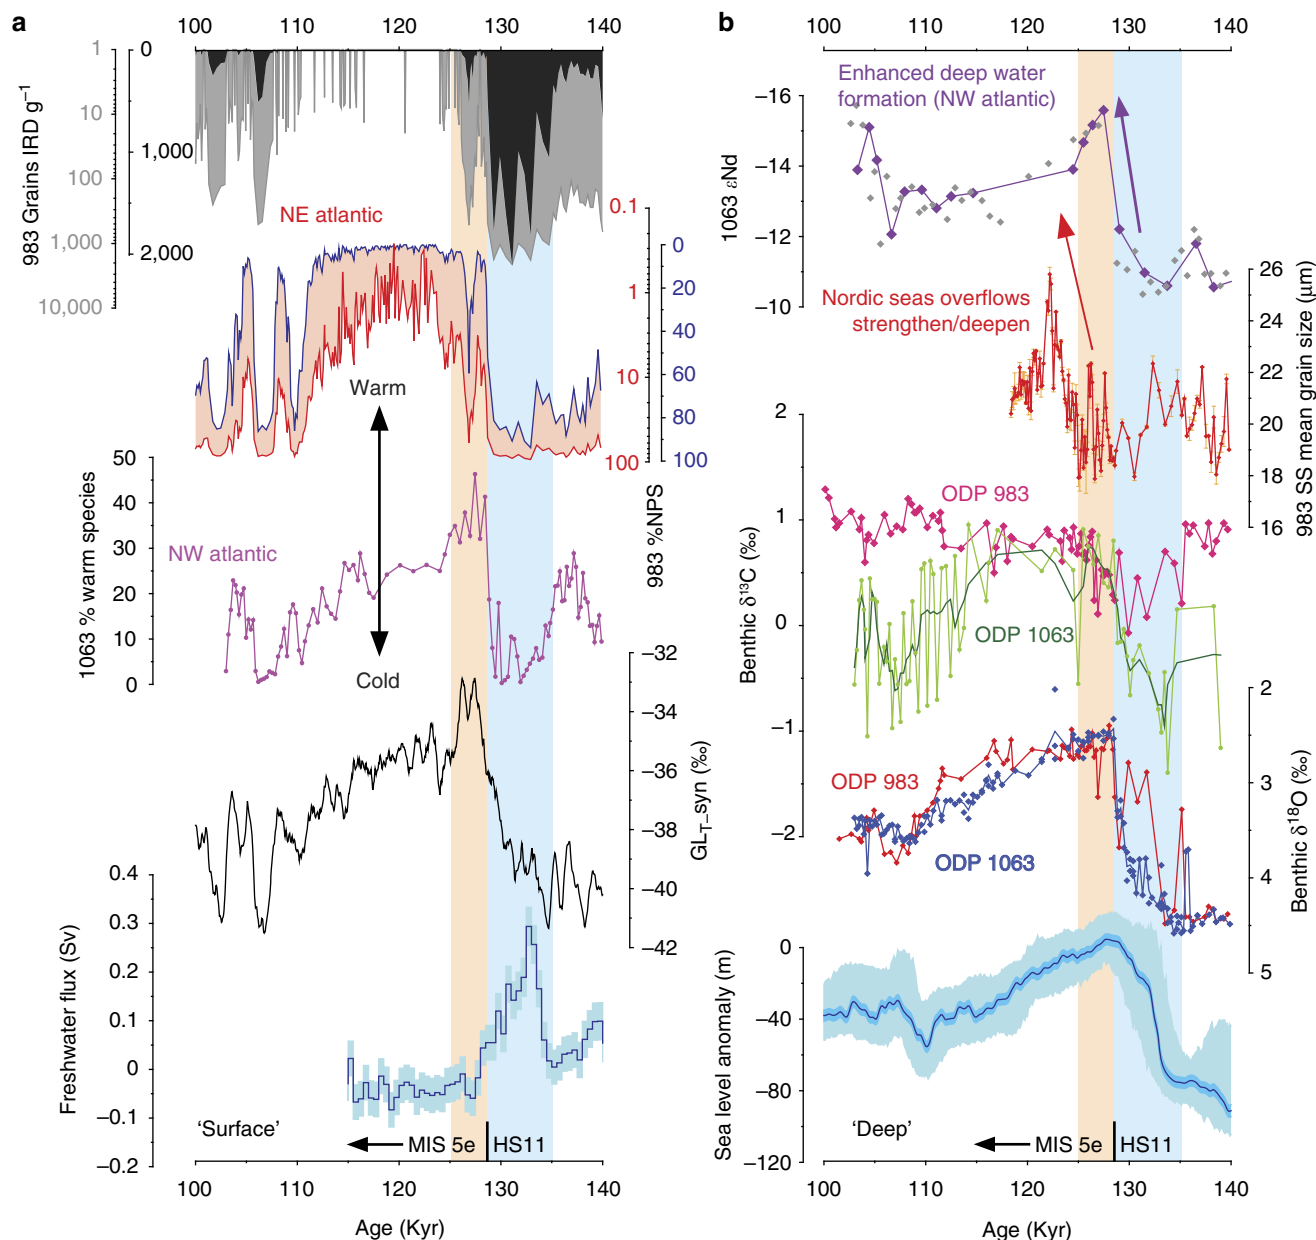 a
100 110 120 130 140
983 Grains IRD g−1
1
10
100
1,000
10,000
0
1,000
2,000
NE atlantic
0.1
1
10
100
0
20
40
60
80
100
983 %NPS
Warm
Cold
1063 % warm species
50
40
30
20
10
0
NW atlantic
−32
−34
−36
−38
−40
−42
GLT_syn (‰)
Freshwater flux (Sv)
0.4
0.3
0.2
0.1
0
−0.1
−0.2
'Surface'
MIS 5e
HS11
100 110 120 130 140
Age (Kyr)
b
100 110 120 130 140
Enhanced deep water
formation (NW atlantic)
1063 εNd
−16
−14
−12
−10
Nordic seas overflows
strengthen/deepen
26
24
22
20
18
16
983 SS mean grain size (µm)
ODP 983
ODP 1063
Benthic δ13C (‰)
2
1
0
−1
−2
ODP 983
ODP 1063
2
3
4
5
Benthic δ18O (‰)
Sea level anomaly (m)
0
−40
−80
−120
'Deep'
MIS 5e
HS11
100 110 120 130 140
Age (Kyr)